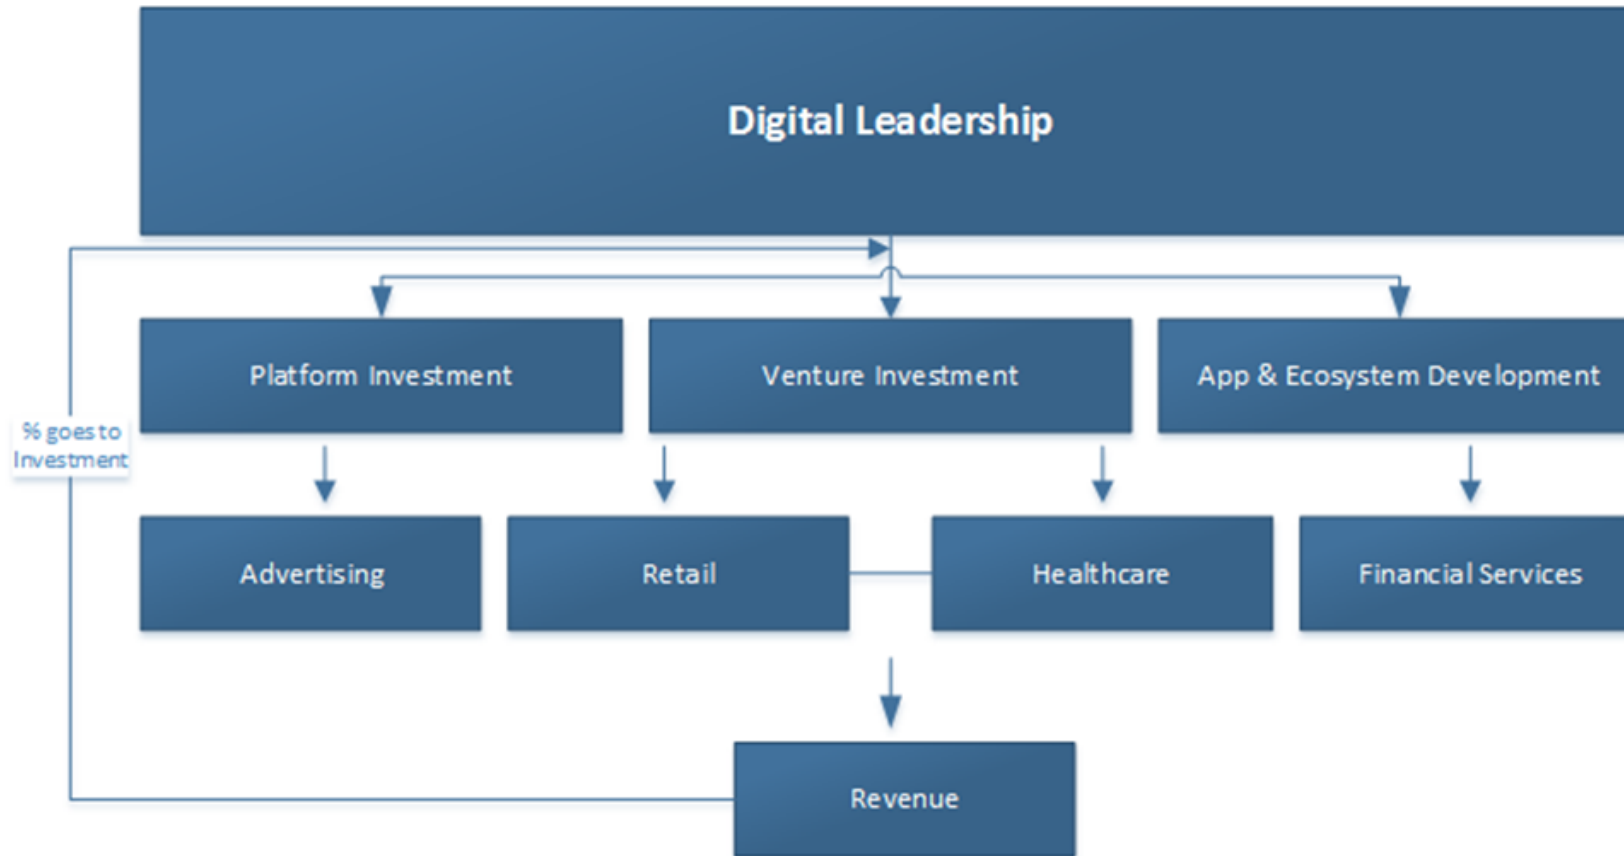 Digital Leadership
Platform Investment
Venture Investment
App & Ecosystem Development
% goes to
Investment
Advertising
Retail
Healthcare
Financial Services
Revenue